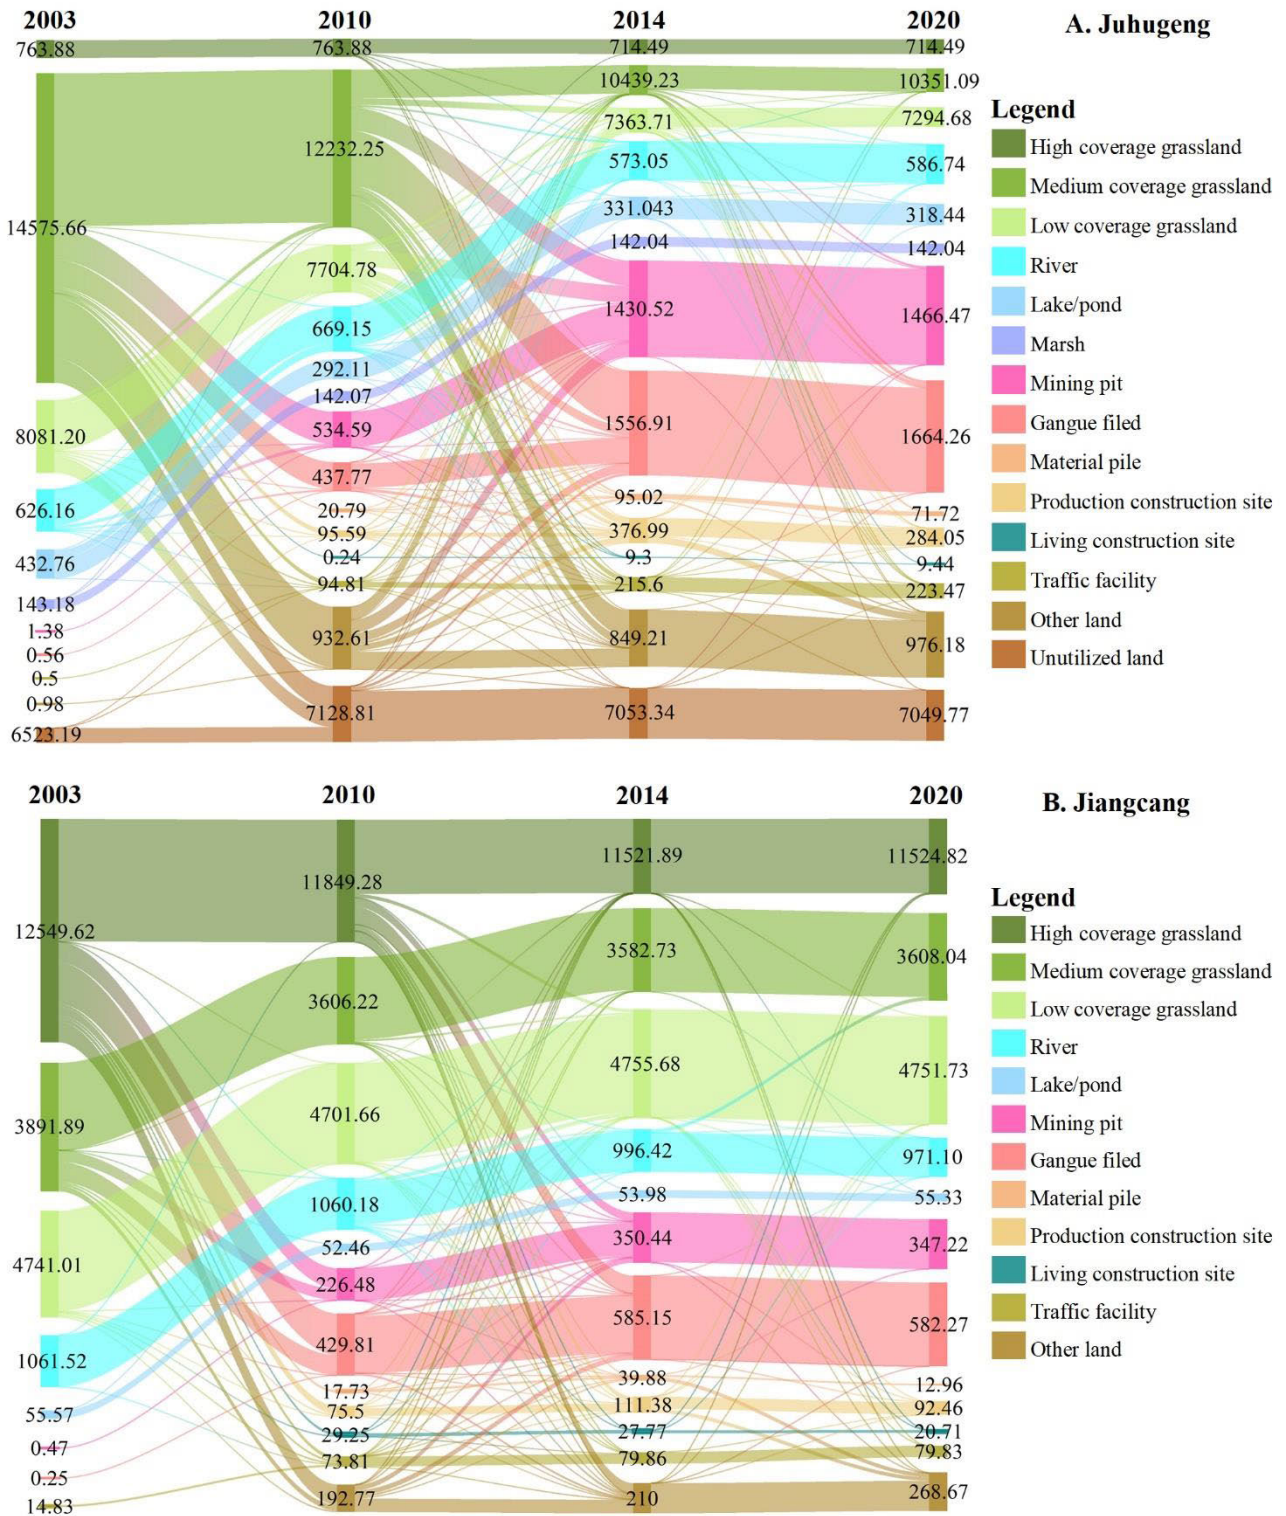 2003 2010 2014 2020 A. Juhugeng
763.88 763.88 714.49 714.49
14575.66 12232.25 10439.23 10351.09
8081.20 7704.78 7363.71 7294.68
626.16 669.15 573.05 586.74
432.76 292.11 331.043 318.44
143.18 142.07 142.04 142.04
1.38 534.59 1430.52 1466.47
0.56 437.77 1556.91 1664.26
20.79 95.02 71.72
95.59 376.99 284.05
0.24 9.3 9.44
0.5 94.81 215.6 223.47
0.98 932.61 849.21 976.18
6523.19 7128.81 7053.34 7049.77
Legend
High coverage grassland
Medium coverage grassland
Low coverage grassland
River
Lake/pond
Marsh
Mining pit
Gangue filed
Material pile
Production construction site
Living construction site
Traffic facility
Other land
Unutilized land
2003 2010 2014 2020 B. Jiangcang
12549.62 11849.28 11521.89 11524.82
3891.89 3606.22 3582.73 3608.04
4741.01 4701.66 4755.68 4751.73
1061.52 1060.18 996.42 971.10
55.57 52.46 53.98 55.33
0.47 226.48 350.44 347.22
0.25 429.81 585.15 582.27
17.73 39.88 12.96
75.5 111.38 92.46
29.25 27.77 20.71
14.83 73.81 79.86 79.83
192.77 210 268.67
Legend
High coverage grassland
Medium coverage grassland
Low coverage grassland
River
Lake/pond
Mining pit
Gangue filed
Material pile
Production construction site
Living construction site
Traffic facility
Other land